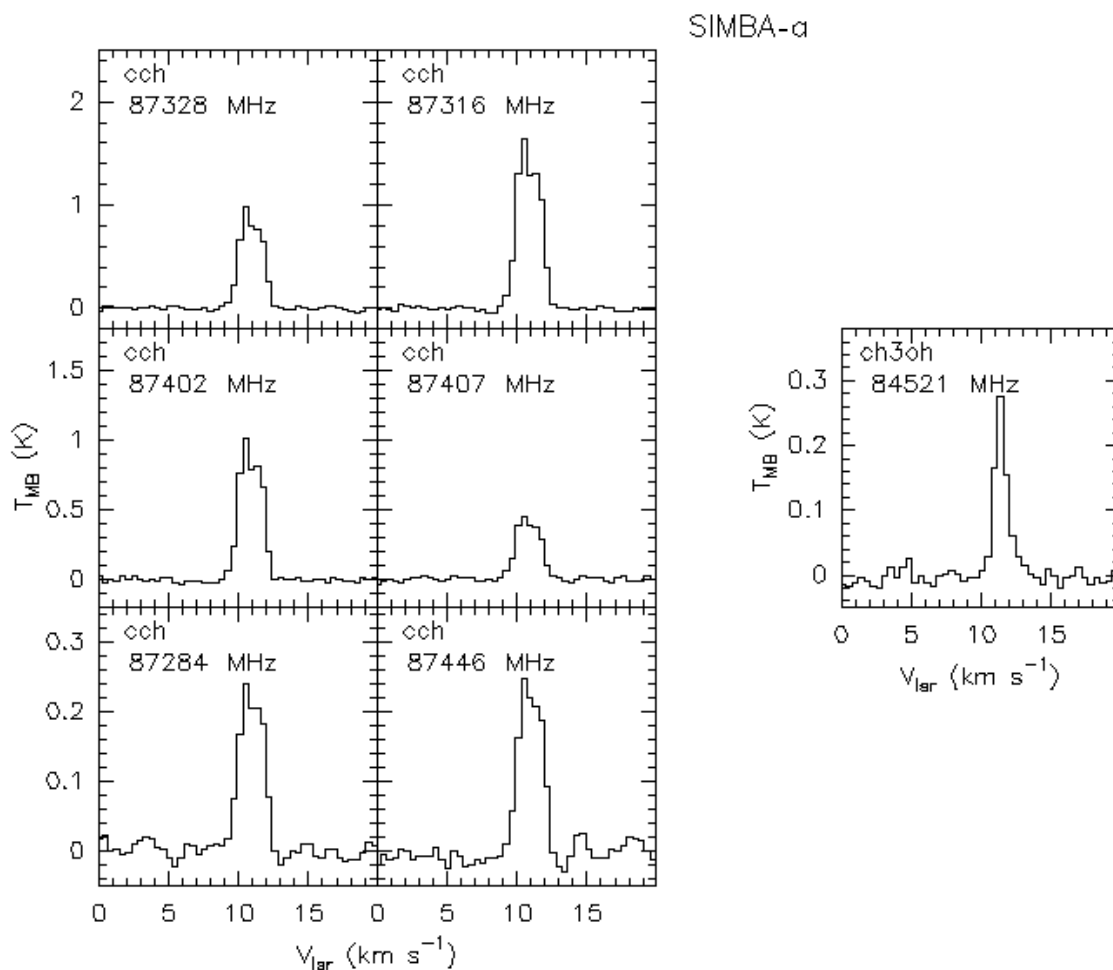 SIMBA-a
cch
87328 MHz
cch
87316 MHz
2
1
0
cch
87402 MHz
cch
87407 MHz
1.5
1
0.5
0
T_MB (K)
cch
87284 MHz
cch
87446 MHz
0.3
0.2
0.1
0
0 5 10 15 0 5 10 15
V_lsr (km s⁻¹)
ch3oh
84521 MHz
0.3
0.2
0.1
0
T_MB (K)
0 5 10 15
V_lsr (km s⁻¹)